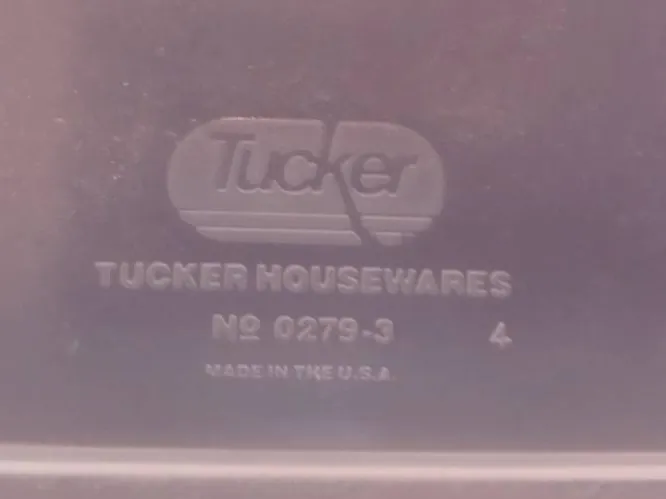 Tucker
TUCKER HOUSEWARES
Nº 0279-3 4
MADE IN THE U.S.A.